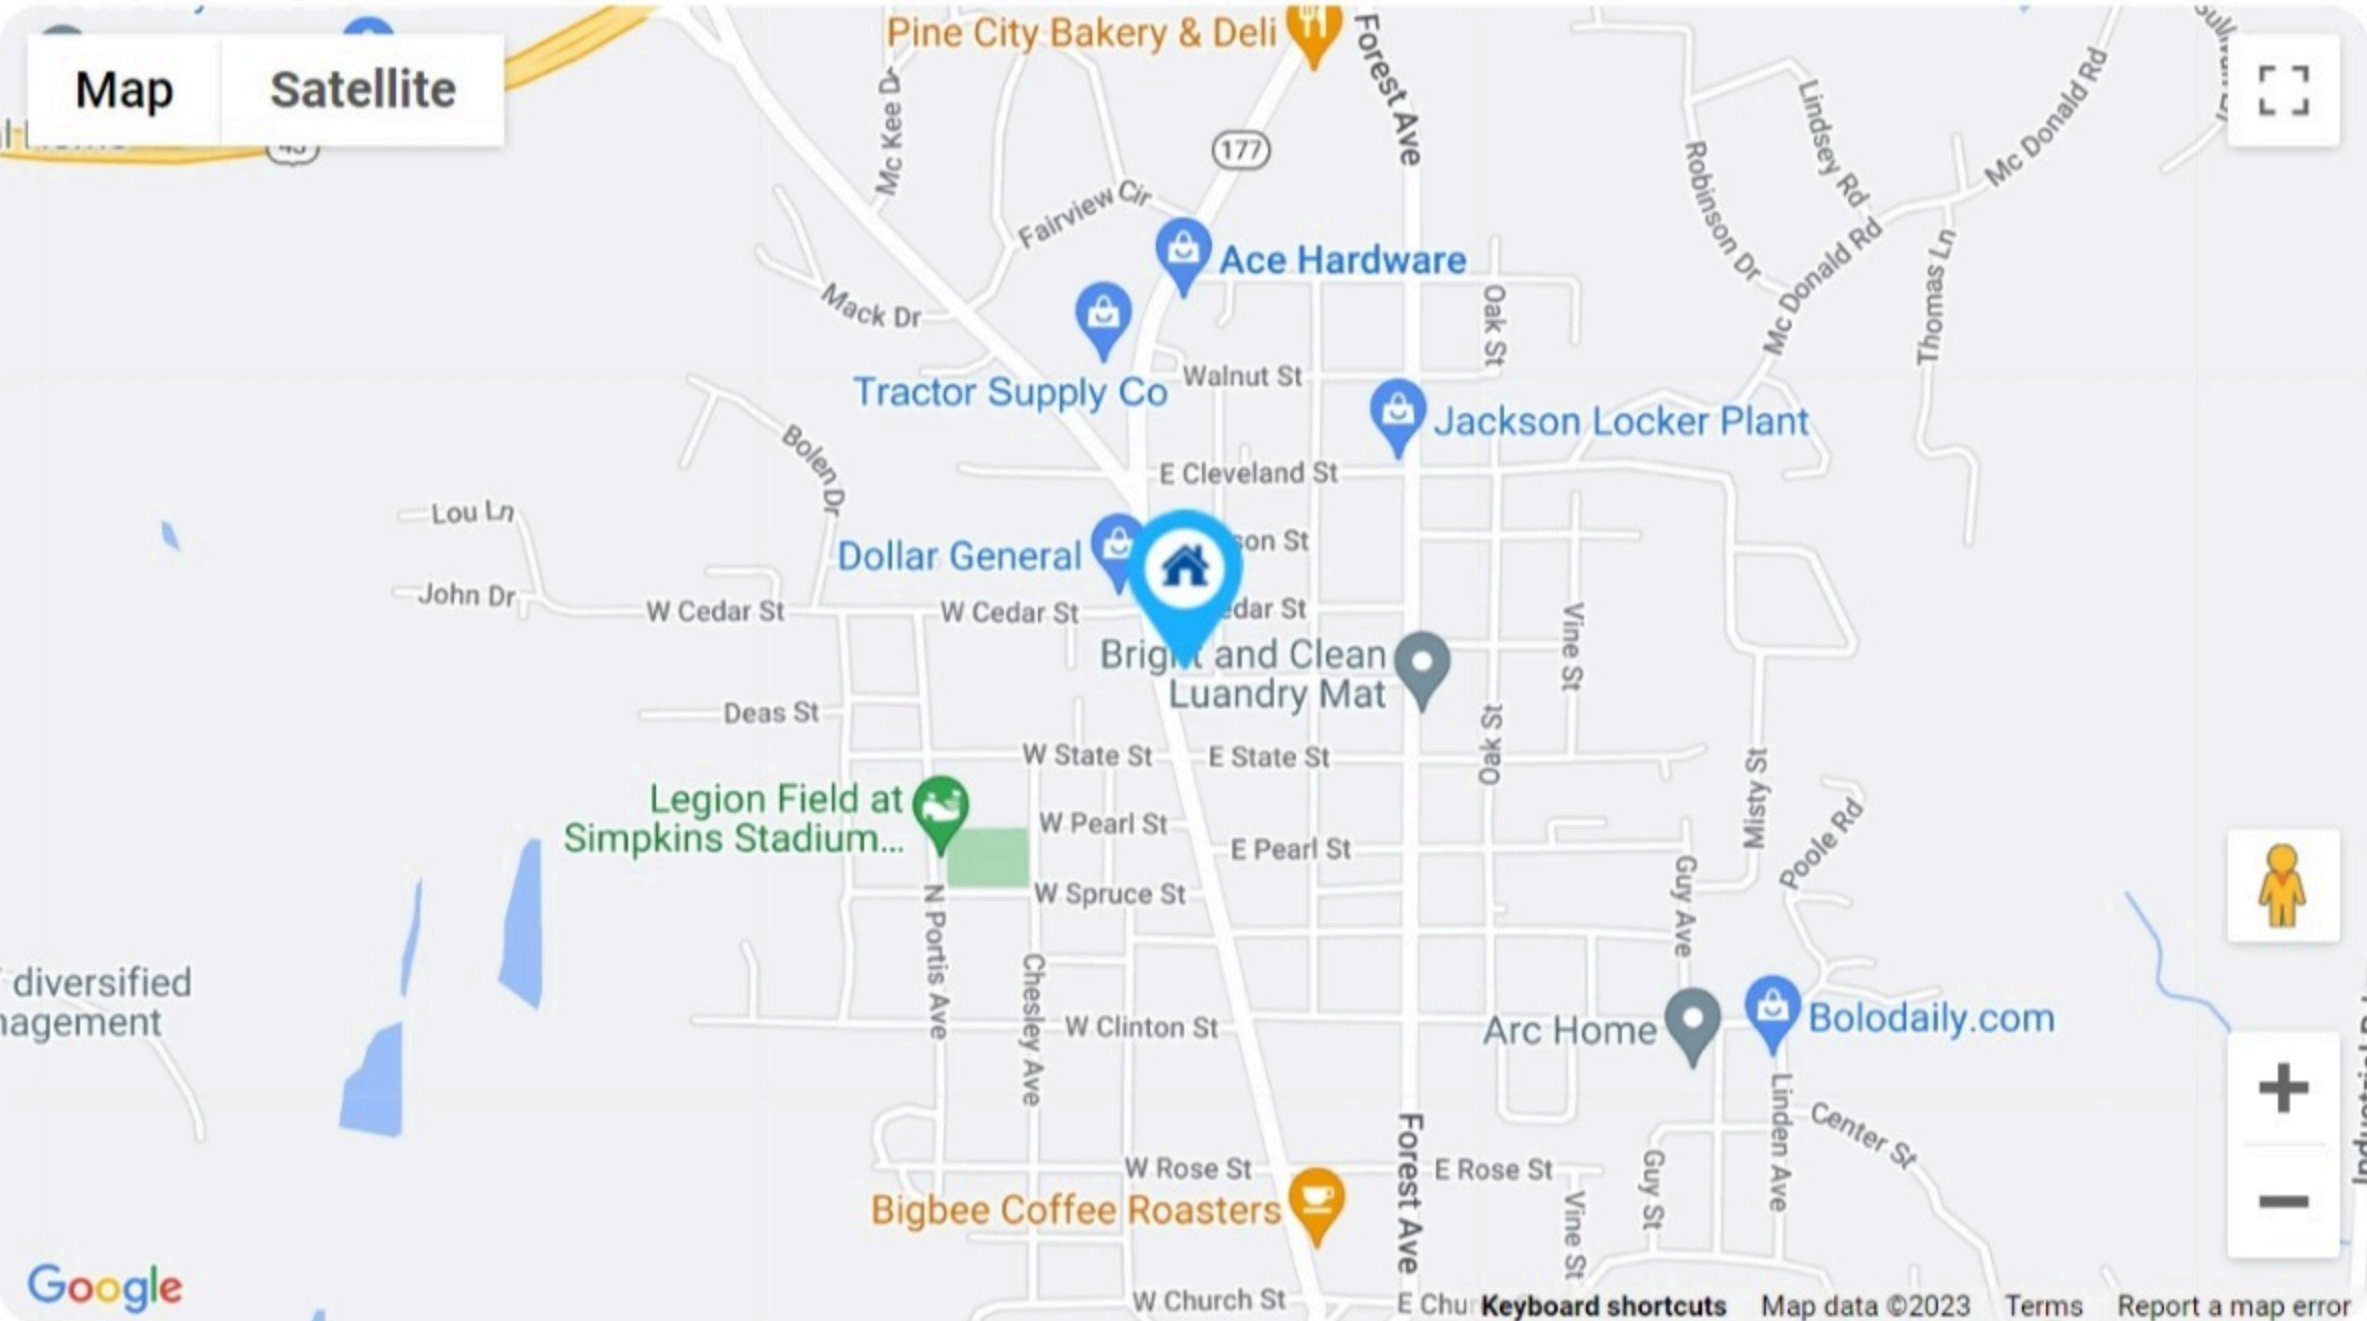 Map
Satellite
Pine City Bakery & Deli
Forest Ave
Mc Kee Dr
177
Fairview Cir
Lindsey Rd
Mc Donald Rd
Robinson Dr
Ace Hardware
Mc Donald Rd
Thomas Ln
Mack Dr
Oak St
Tractor Supply Co
Walnut St
Jackson Locker Plant
Bolen Dr
E Cleveland St
Lou Ln
Dollar General
son St
John Dr
W Cedar St
W Cedar St
edar St
Vine St
Bright and Clean
Luandry Mat
Deas St
Oak St
W State St
E State St
Misty St
Legion Field at
Simpkins Stadium...
W Pearl St
E Pearl St
Poole Rd
W Spruce St
Guy Ave
N Portis Ave
Chesley Ave
diversified
nagement
W Clinton St
Arc Home
Bolodaily.com
Linden Ave
Center St
Forest Ave
W Rose St
E Rose St
Guy St
Vine St
Bigbee Coffee Roasters
W Church St
E Chur
Google
Keyboard shortcuts
Map data ©2023
Terms
Report a map error